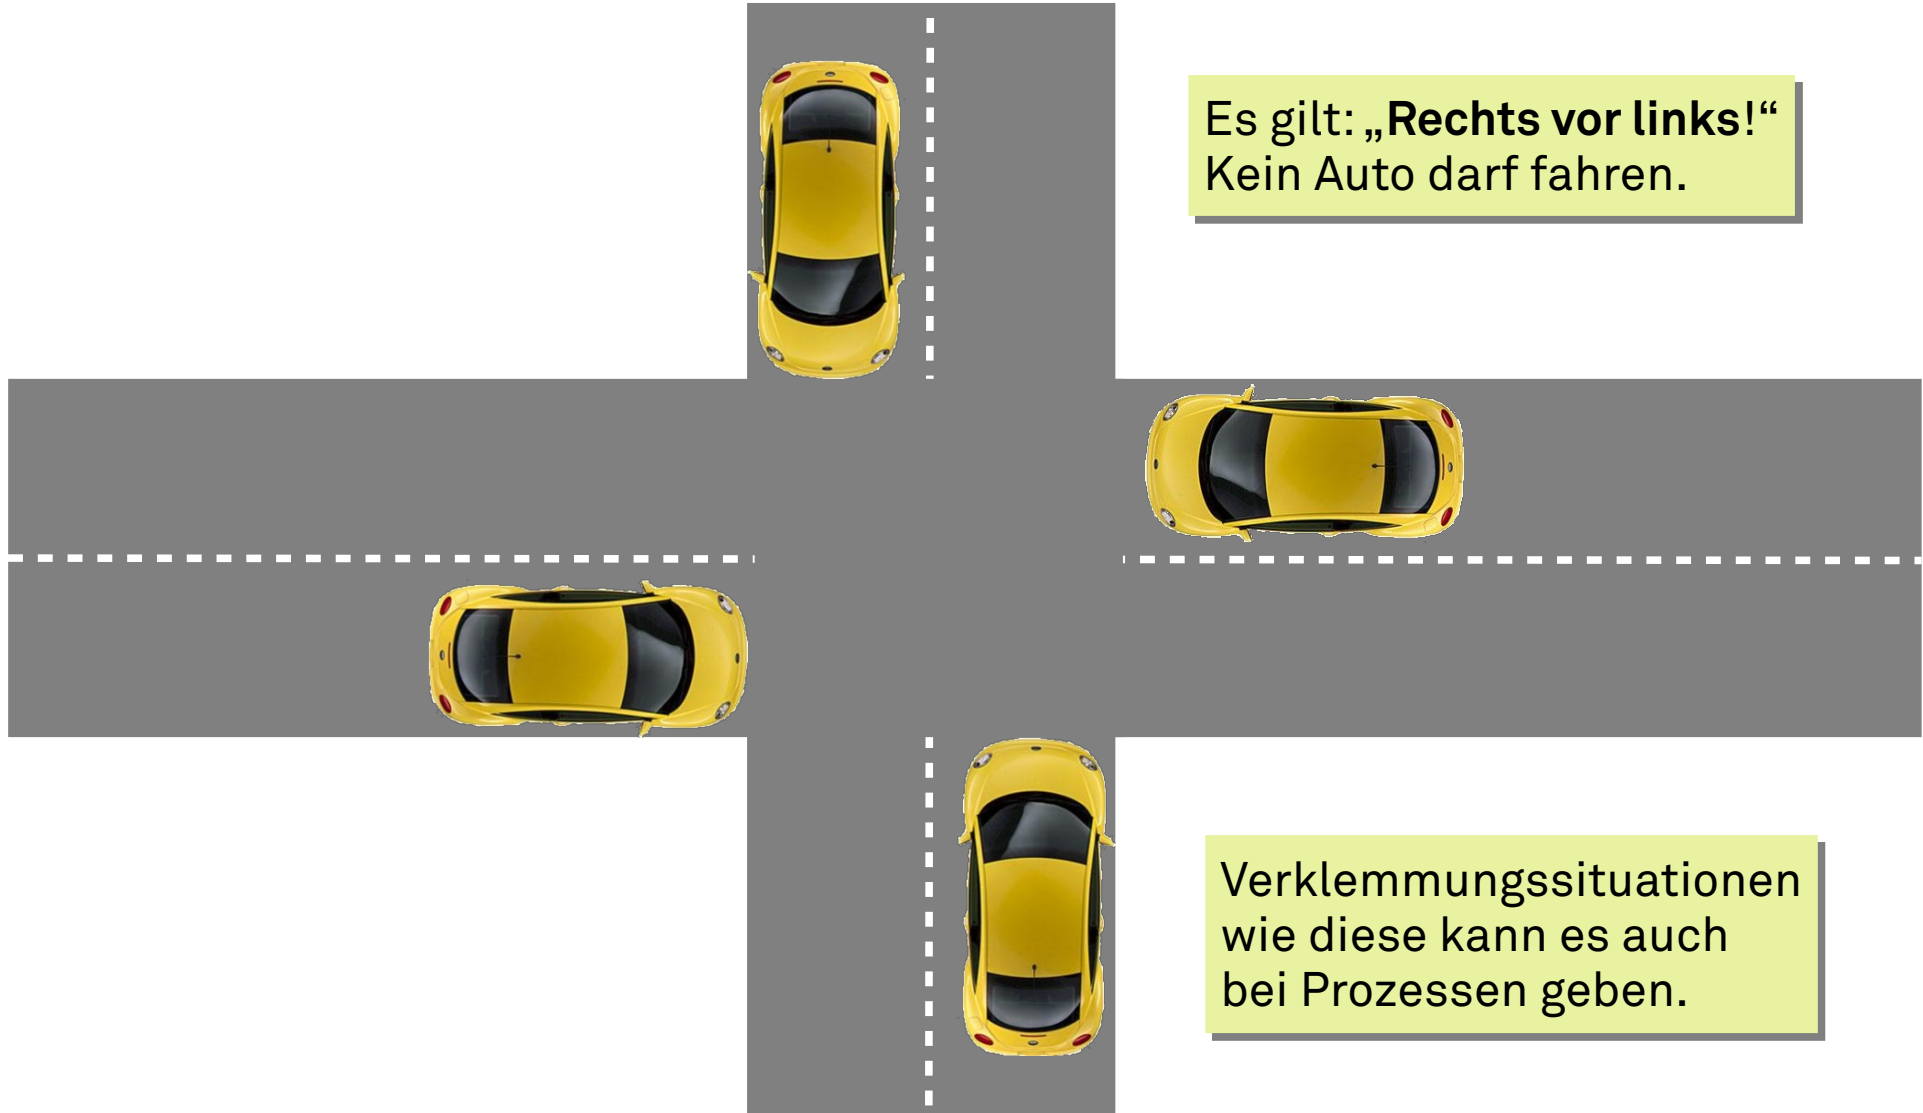 Es gilt: „Rechts vor links!“
Kein Auto darf fahren.
Verklemmungssituationen
wie diese kann es auch
bei Prozessen geben.